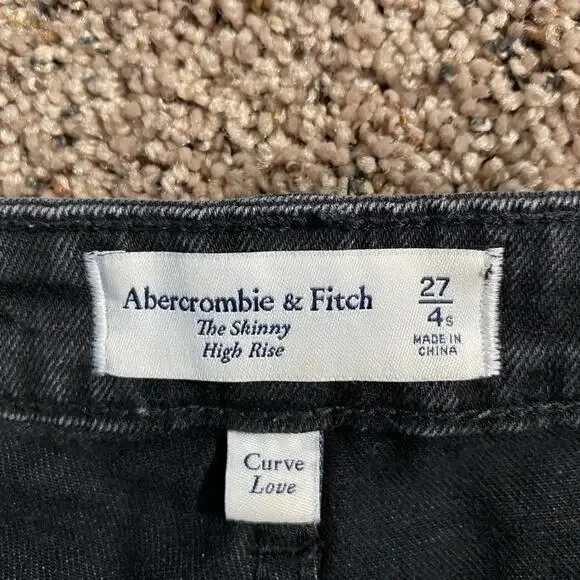 Abercrombie & Fitch
The Skinny
High Rise
27
4s
MADE IN
CHINA
Curve
Love